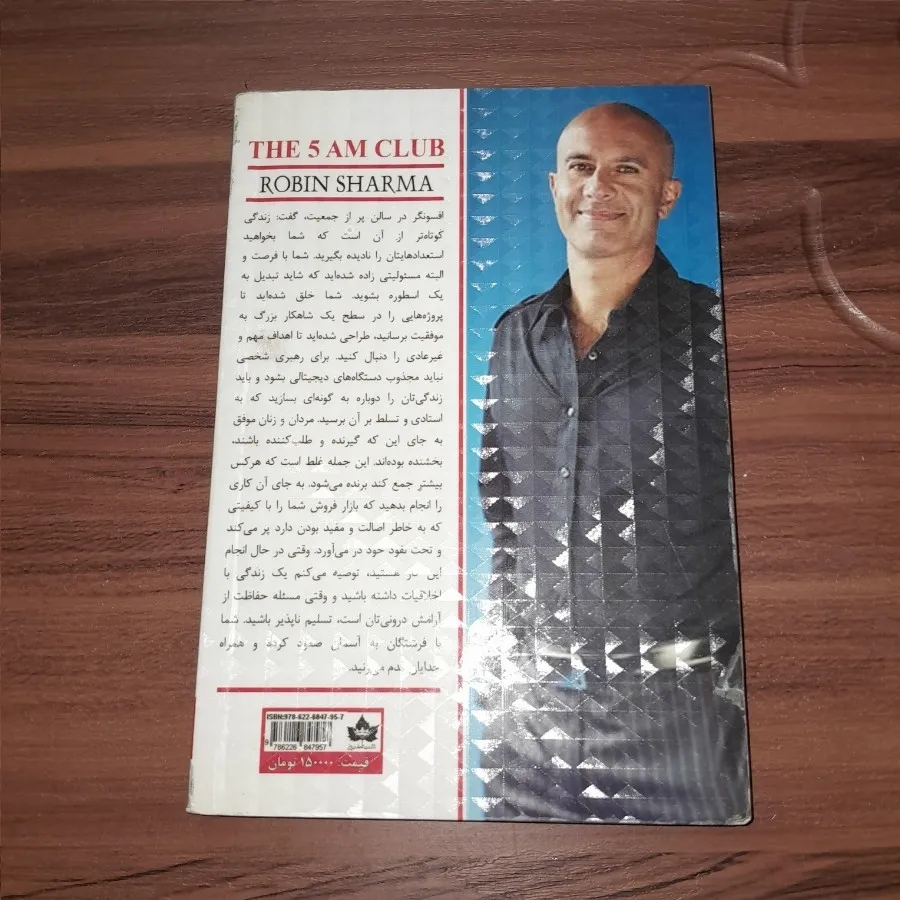 THE 5 AM CLUB
ROBIN SHARMA
افسونگر در سالن پر از جمعیت، گفت: زندگی
کوتاه‌تر از آن است که شما بخواهید
استعدادهایتان را نادیده بگیرید. شما با فرصت و
البته مسئولیتی زاده شده‌اید که شاید تبدیل به
یک اسطوره بشوید. شما خلق شده‌اید تا
پروژه‌هایی را در سطح یک شاهکار بزرگ به
موفقیت برسانید، طراحی شده‌اید تا اهداف مهم و
غیرعادی را دنبال کنید. برای رهبری شخصی
نباید مجذوب دستگاه‌های دیجیتالی بشود و باید
زندگی‌تان را دوباره به گونه‌ای بسازید که به
استادی و تسلط بر آن برسید. مردان و زنان موفق
به جای این که گیرنده و طلب‌کننده باشند،
بخشنده بوده‌اند. این جمله غلط است که هرکس
بیشتر جمع کند برنده می‌شود. به جای آن کاری
را انجام بدهید که بازار فروش شما را با کیفیتی
که به خاطر اصالت و مفید بودن دارد پر می‌کند
و تحت نفوذ خود در می‌آورد. وقتی در حال انجام
این کار هستید، توصیه می‌کنم یک زندگی با
اخلاقیات داشته باشید و وقتی مسئله حفاظت از
آرامش درونی‌تان است، تسلیم ناپذیر باشید. شما
با فرشتگان به آسمان صعود کرده و همراه
خدایان قدم می‌زنید.
ISBN:978-622-6847-95-7
9 786226 847957
قیمت: ۱۵۰۰۰۰ تومان